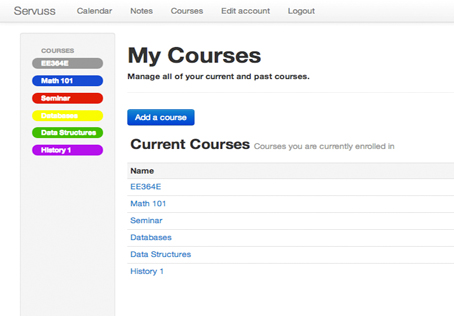 Servuss Calendar Notes Courses Edit account Logout
COURSES
EE364E
Math 101
Seminar
Databases
Data Structures
History 1
My Courses
Manage all of your current and past courses.
Add a course
Current Courses Courses you are currently enrolled in
Name
EE364E
Math 101
Seminar
Databases
Data Structures
History 1